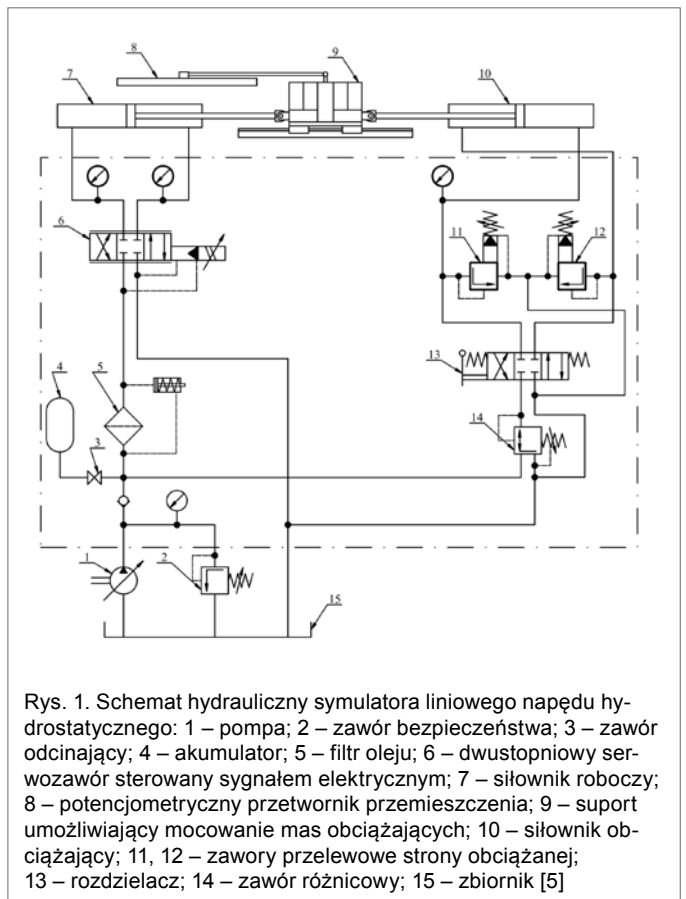 8
9
7
10
6
11
12
4
5
13
3
14
1
2
15
Rys. 1. Schemat hydrauliczny symulatora liniowego napędu hy-
drostatycznego: 1 – pompa; 2 – zawór bezpieczeństwa; 3 – zawór
odcinający; 4 – akumulator; 5 – filtr oleju; 6 – dwustopniowy ser-
wozawór sterowany sygnałem elektrycznym; 7 – siłownik roboczy;
8 – potencjometryczny przetwornik przemieszczenia; 9 – suport
umożliwiający mocowanie mas obciążających; 10 – siłownik ob-
ciążający; 11, 12 – zawory przelewowe strony obciążanej;
13 – rozdzielacz; 14 – zawór różnicowy; 15 – zbiornik [5]